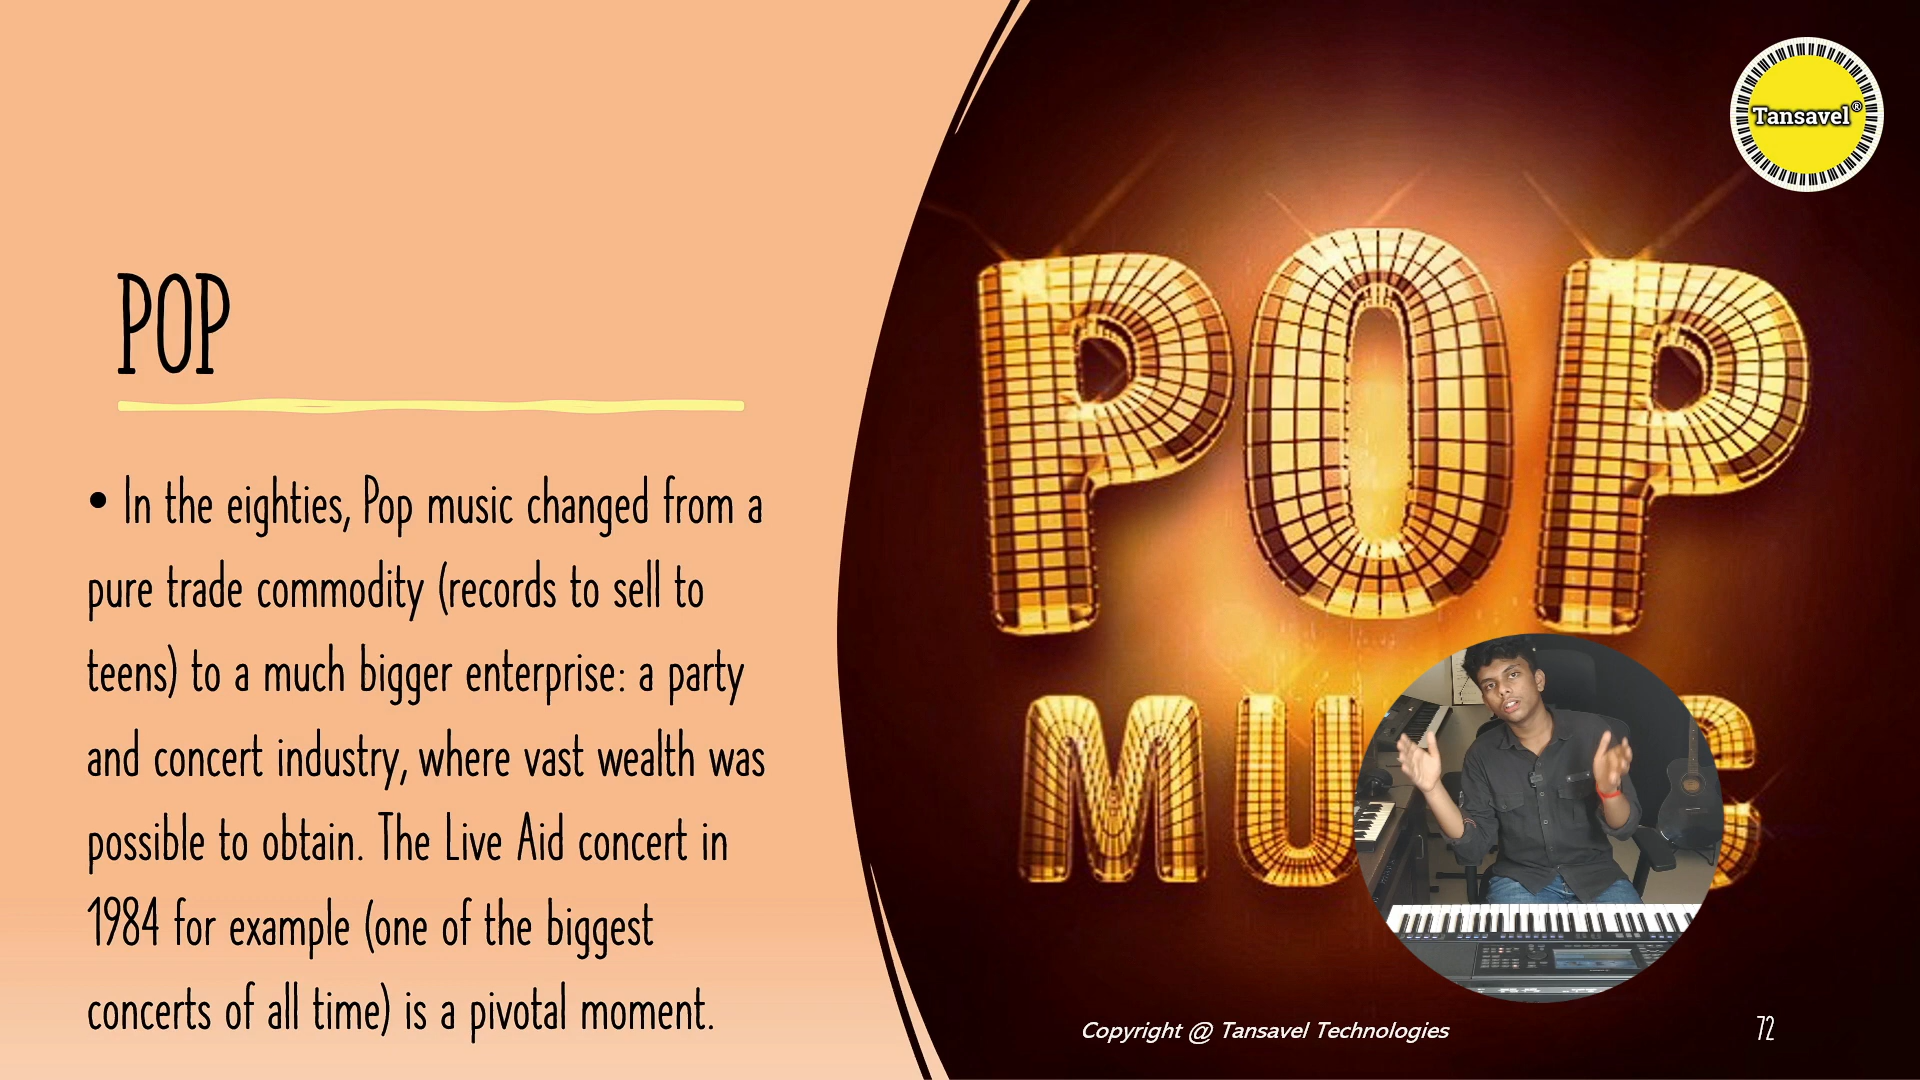 Tansavel®
POP
• In the eighties, Pop music changed from a
pure trade commodity (records to sell to
teens) to a much bigger enterprise: a party
and concert industry, where vast wealth was
possible to obtain. The Live Aid concert in
1984 for example (one of the biggest
concerts of all time) is a pivotal moment.
POP
MU C
Copyright @ Tansavel Technologies
72